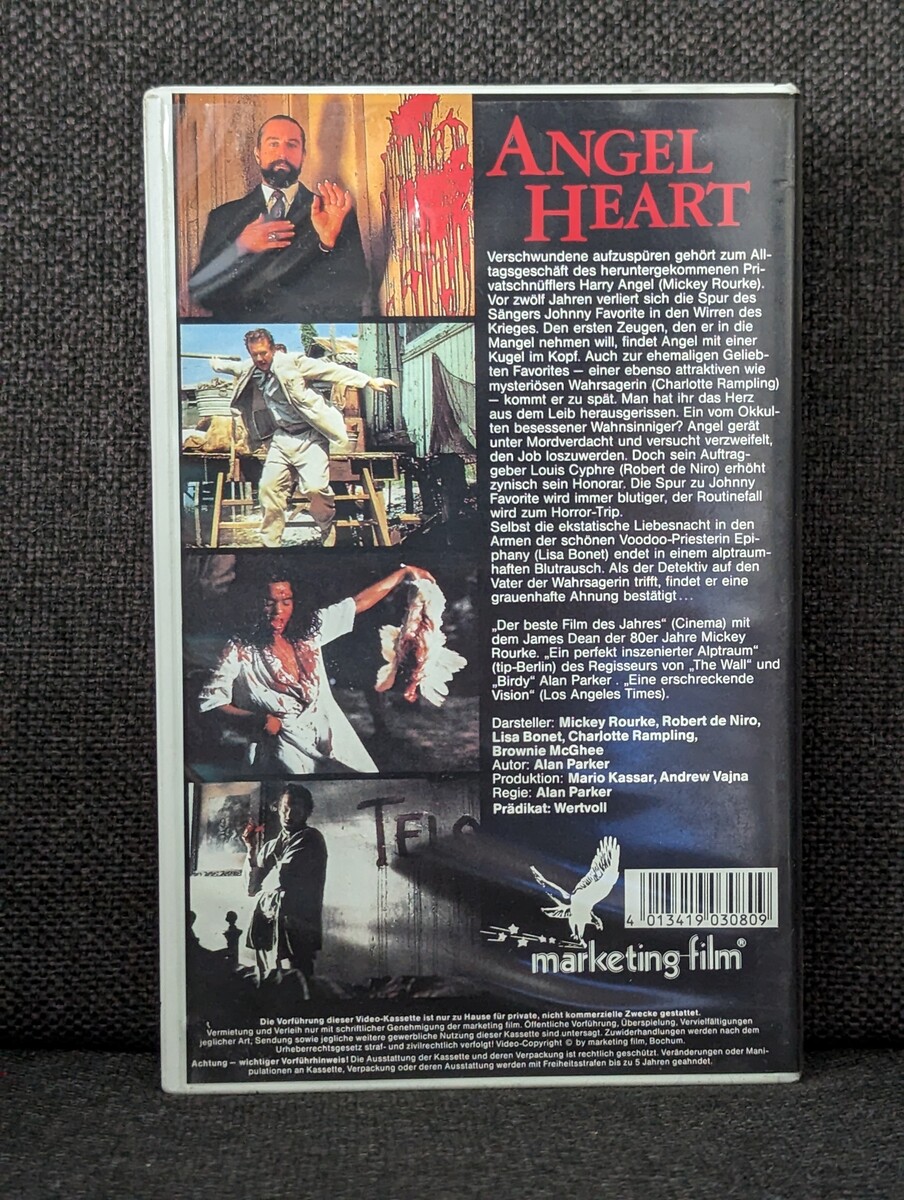 ANGEL
HEART
Verschwundene aufzuspüren gehört zum All-
tagsgeschäft des heruntergekommenen Pri-
vatschnüfflers Harry Angel (Mickey Rourke).
Vor zwölf Jahren verliert sich die Spur des
Sängers Johnny Favorite in den Wirren des
Krieges. Den ersten Zeugen, den er in die
Mangel nehmen will, findet Angel mit einer
Kugel im Kopf. Auch zur ehemaligen Gelieb-
ten Favorites – einer ebenso attraktiven wie
mysteriösen Wahrsagerin (Charlotte Rampling)
– kommt er zu spät. Man hat ihr das Herz
aus dem Leib herausgerissen. Ein vom Okkul-
ten besessener Wahnsinniger? Angel gerät
unter Mordverdacht und versucht verzweifelt,
den Job loszuwerden. Doch sein Auftrag-
geber Louis Cyphre (Robert de Niro) erhöht
zynisch sein Honorar. Die Spur zu Johnny
Favorite wird immer blutiger, der Routinefall
wird zum Horror-Trip.
Selbst die ekstatische Liebesnacht in den
Armen der schönen Voodoo-Priesterin Epi-
phany (Lisa Bonet) endet in einem alptraum-
haften Blutrausch. Als der Detektiv auf den
Vater der Wahrsagerin trifft, findet er eine
grauenhafte Ahnung bestätigt...
„Der beste Film des Jahres“ (Cinema) mit
dem James Dean der 80er Jahre Mickey
Rourke. „Ein perfekt inszenierter Alptraum“
(tip-Berlin) des Regisseurs von „The Wall“ und
„Birdy“ Alan Parker. „Eine erschreckende
Vision“ (Los Angeles Times).
Darsteller: Mickey Rourke, Robert de Niro,
Lisa Bonet, Charlotte Rampling,
Brownie McGhee
Autor: Alan Parker
Produktion: Mario Kassar, Andrew Vajna
Regie: Alan Parker
Prädikat: Wertvoll
4 013419 030809
marketing-film®
Die Vorführung dieser Video-Kassette ist nur zu Hause für private, nicht kommerzielle Zwecke gestattet.
Vermietung und Verleih nur mit schriftlicher Genehmigung der marketing film. Öffentliche Vorführung, Überspielung, Vervielfältigungen
jeglicher Art, Sendung sowie jegliche weitere gewerbliche Nutzung dieser Kassette sind untersagt. Zuwiderhandlungen werden nach dem
Urheberrechtsgesetz straf- und zivilrechtlich verfolgt! Video-Copyright © by marketing film, Bochum.
Achtung – wichtiger Vorführhinweis! Die Ausstattung der Kassette und deren Verpackung ist rechtlich geschützt. Veränderungen oder Mani-
pulationen an Kassette, Verpackung oder deren Ausstattung werden mit Freiheitsstrafen bis zu 5 Jahren geahndet.